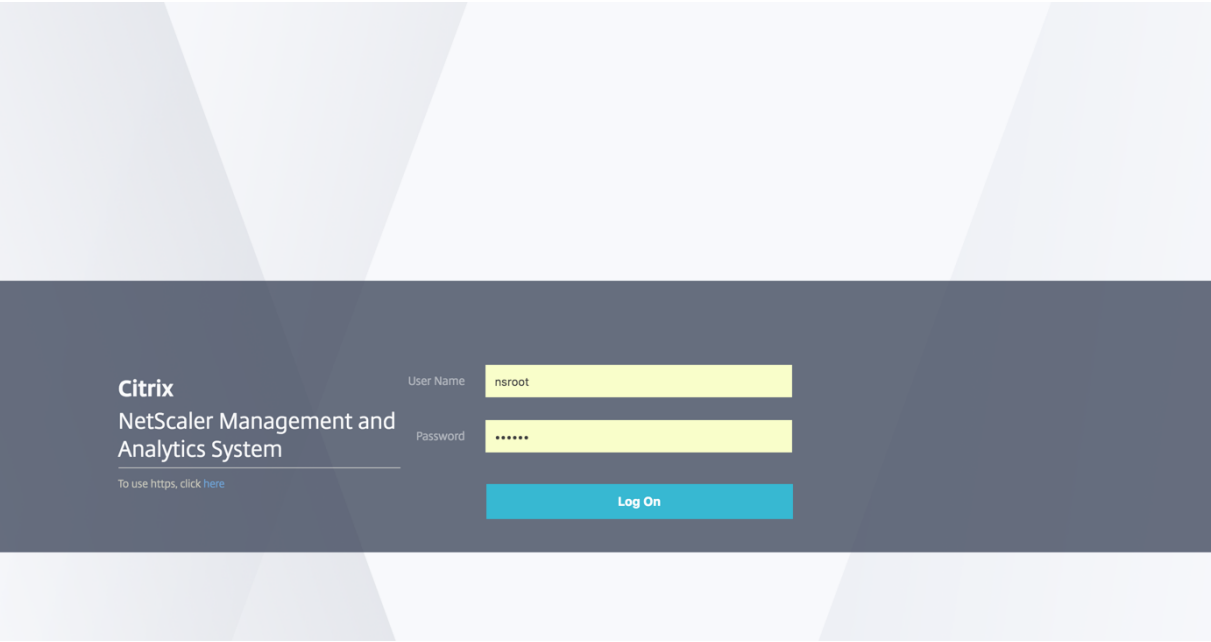 Citrix
NetScaler Management and
Analytics System
To use https, click here
User Name
nsroot
Password
••••••
Log On